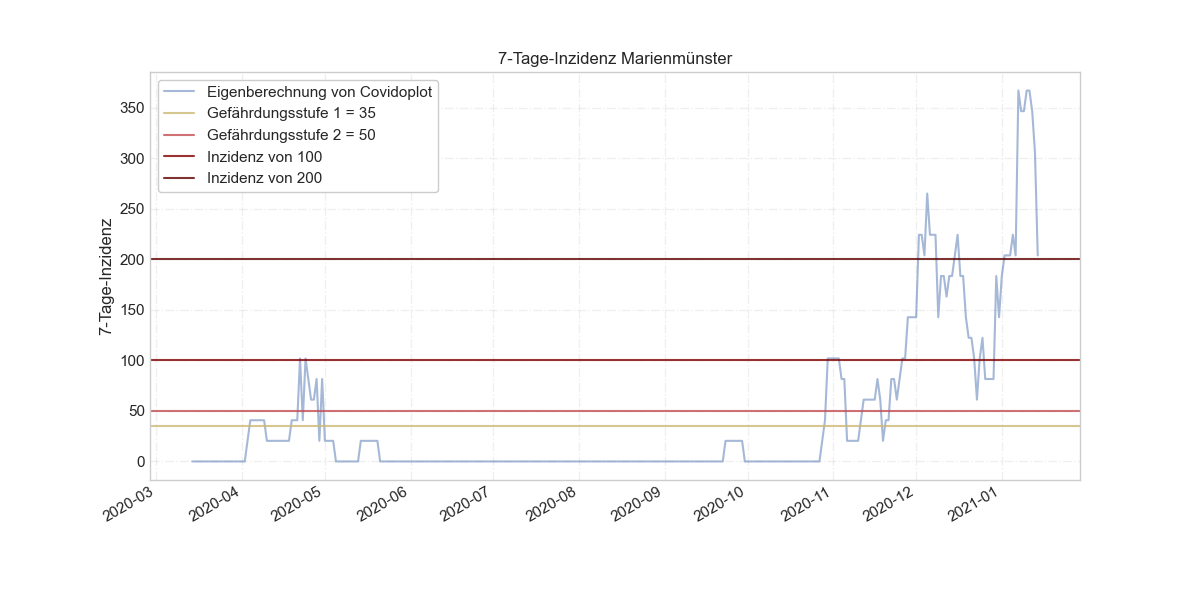 7-Tage-Inzidenz Marienmünster
Eigenberechnung von Covidoplot
Gefährdungsstufe 1 = 35
Gefährdungsstufe 2 = 50
Inzidenz von 100
Inzidenz von 200
7-Tage-Inzidenz
350
300
250
200
150
100
50
0
2020-03
2020-04
2020-05
2020-06
2020-07
2020-08
2020-09
2020-10
2020-11
2020-12
2021-01